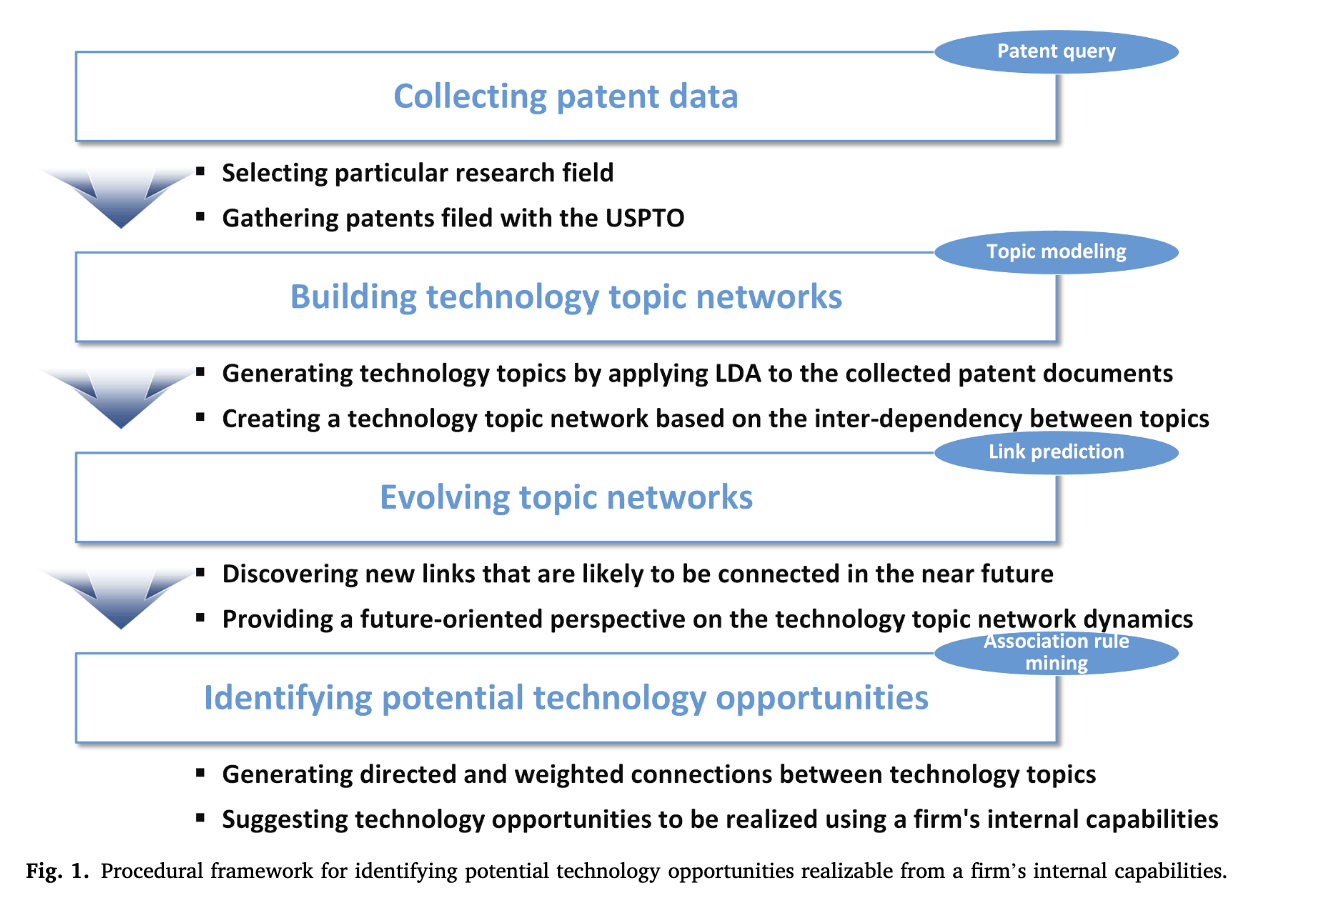 Patent query
Collecting patent data
▪ Selecting particular research field
▪ Gathering patents filed with the USPTO
Topic modeling
Building technology topic networks
▪ Generating technology topics by applying LDA to the collected patent documents
▪ Creating a technology topic network based on the inter-dependency between topics
Link prediction
Evolving topic networks
▪ Discovering new links that are likely to be connected in the near future
▪ Providing a future-oriented perspective on the technology topic network dynamics
Association rule
mining
Identifying potential technology opportunities
▪ Generating directed and weighted connections between technology topics
▪ Suggesting technology opportunities to be realized using a firm's internal capabilities
Fig. 1. Procedural framework for identifying potential technology opportunities realizable from a firm’s internal capabilities.